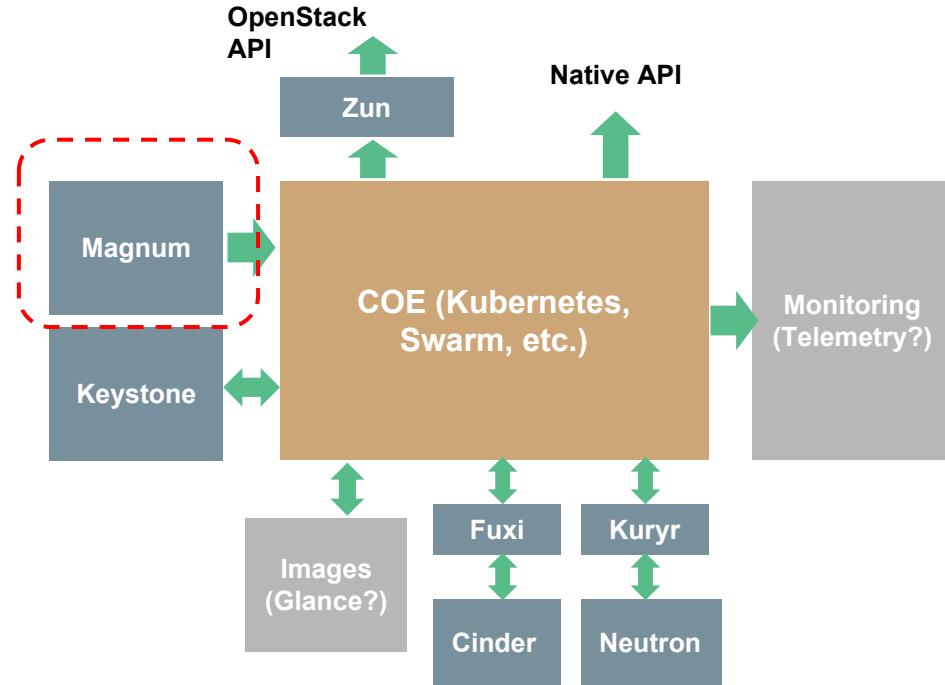 OpenStack
API
Zun
Native API
Magnum
COE (Kubernetes,
Swarm, etc.)
Monitoring
(Telemetry?)
Keystone
Images
(Glance?)
Fuxi
Kuryr
Cinder
Neutron